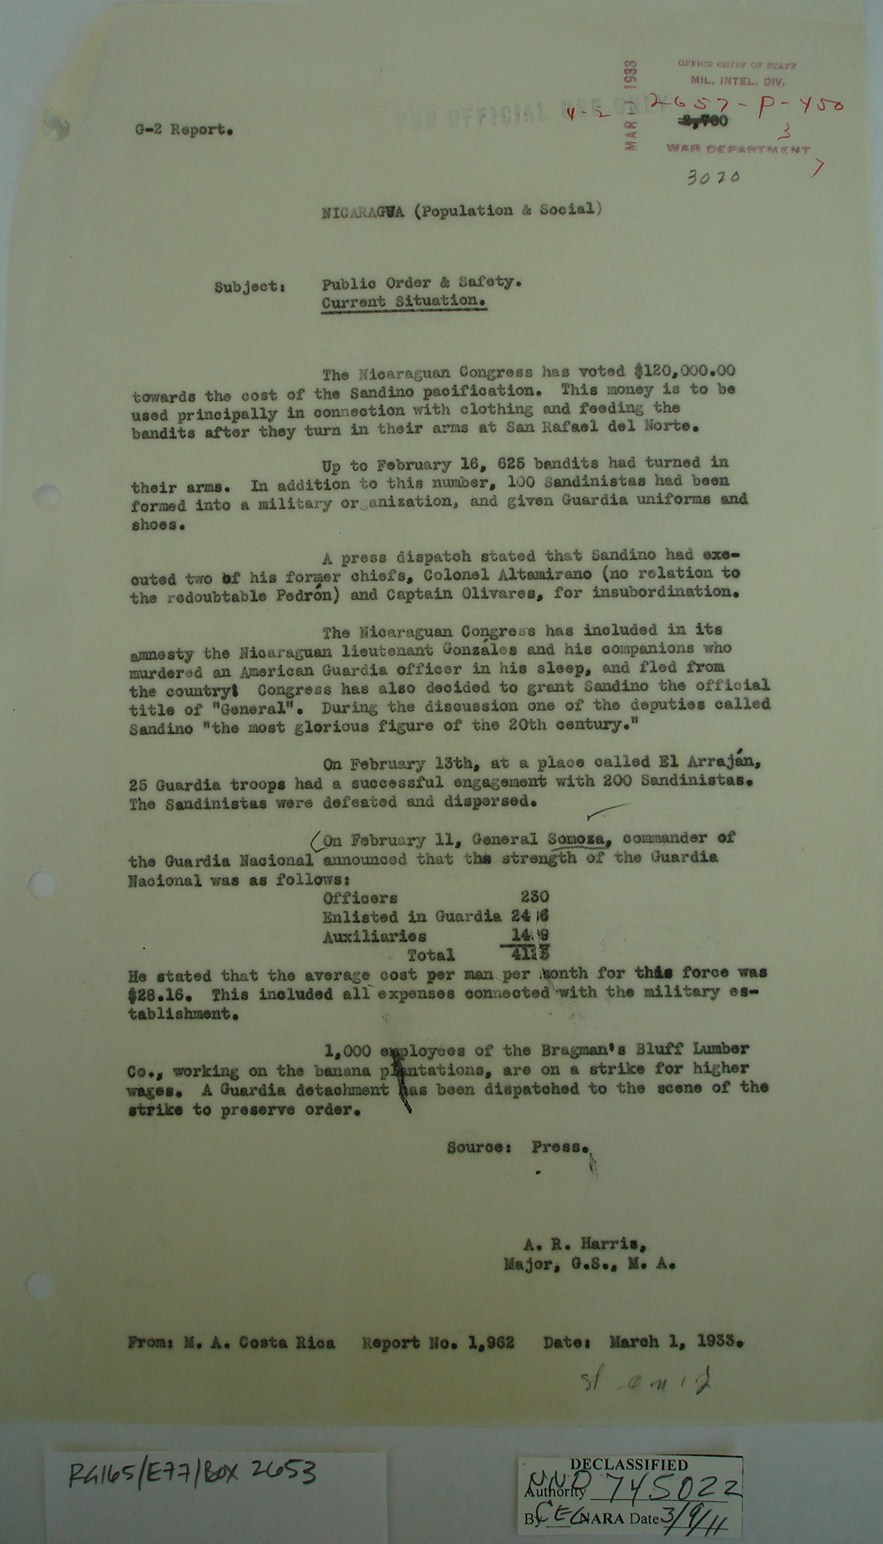 OFFICE CHIEF OF STAFF
MIL. INTEL. DIV.
MAR 1 - 1933
4-2 2657-P-450
3
WAR DEPARTMENT
7
3020
FOR OFFICIAL USE ONLY
G-2 Report.
NICARAGUA (Population & Social)
Subject: Public Order & Safety.
Current Situation.
The Nicaraguan Congress has voted $120,000.00
towards the cost of the Sandino pacification. This money is to be
used principally in connection with clothing and feeding the
bandits after they turn in their arms at San Rafael del Norte.
Up to February 16, 625 bandits had turned in
their arms. In addition to this number, 100 Sandinistas had been
formed into a military or anization, and given Guardia uniforms and
shoes.
A press dispatch stated that Sandino had exe-
cuted two of his former chiefs, Colonel Altamirano (no relation to
the redoubtable Pedrón) and Captain Olivares, for insubordination.
The Nicaraguan Congress has included in its
amnesty the Nicaraguan lieutenant Gonzáles and his companions who
murdered an American Guardia officer in his sleep, and fled from
the country! Congress has also decided to grant Sandino the official
title of "General". During the discussion one of the deputies called
Sandino "the most glorious figure of the 20th century."
On February 13th, at a place called El Arraján,
25 Guardia troops had a successful engagement with 200 Sandinistas.
The Sandinistas were defeated and dispersed.
(On February 11, General Somoza, commander of
the Guardia Nacional announced that the strength of the Guardia
Nacional was as follows:
Officers 230
Enlisted in Guardia
Auxiliaries
Total
He stated that the average cost per man per month for this force was
$28.16. This included all expenses connected with the military es-
tablishment.
1,000 employees of the Bragman's Bluff Lumber
Co., working on the banana plantations, are on a strike for higher
wages. A Guardia detachment has been dispatched to the scene of the
strike to preserve order.
Source: Press.
A. R. Harris,
Major, G.S., M. A.
From: M. A. Costa Rica Report No. 1,962 Date: March 1, 1933.
RG165/E77/BOX 2653
DECLASSIFIED
Authority NND 745022
By CEG NARA Date 3/9/11